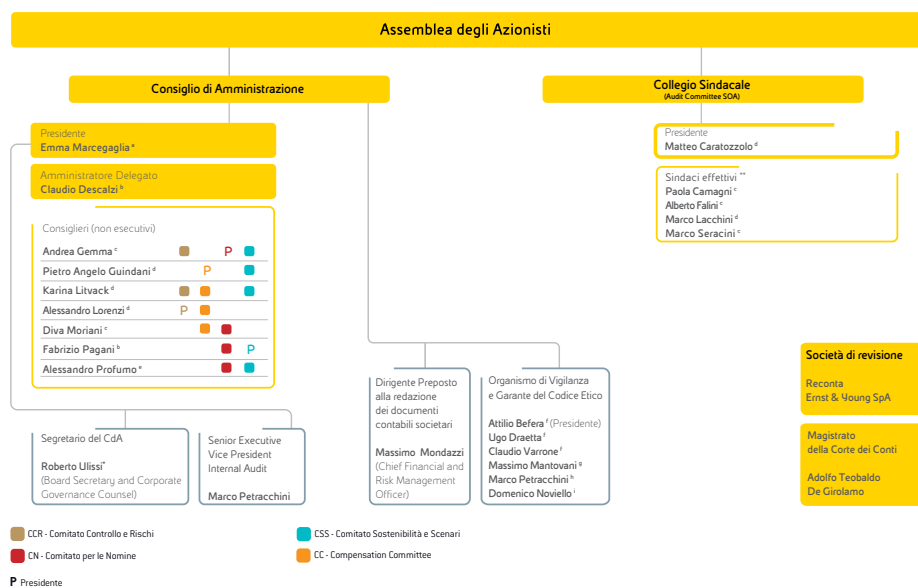 Assemblea degli Azionisti
Consiglio di Amministrazione
Collegio Sindacale
(Audit Committee SOA)
Presidente
Emma Marcegaglia a
Amministratore Delegato
Claudio Descalzi b
Consiglieri (non esecutivi)
Andrea Gemma c P
Pietro Angelo Guindani d P
Karina Litvack d
Alessandro Lorenzi d P
Diva Moriani c
Fabrizio Pagani b P
Alessandro Profumo e
Presidente
Matteo Caratozzolo d
Sindaci effettivi **
Paola Camagni c
Alberto Falini c
Marco Lacchini d
Marco Seracini c
Segretario del CdA
Roberto Ulissi*
(Board Secretary and Corporate
Governance Counsel)
Senior Executive
Vice President
Internal Audit
Marco Petracchini
Dirigente Preposto
alla redazione
dei documenti
contabili societari
Massimo Mondazzi
(Chief Financial and
Risk Management
Officer)
Organismo di Vigilanza
e Garante del Codice Etico
Attilio Befera f (Presidente)
Ugo Draetta f
Claudio Varrone f
Massimo Mantovani g
Marco Petracchini h
Domenico Noviello i
Società di revisione
Reconta
Ernst & Young SpA
Magistrato
della Corte dei Conti
Adolfo Teobaldo
De Girolamo
CCR - Comitato Controllo e Rischi
CSS - Comitato Sostenibilità e Scenari
CN - Comitato per le Nomine
CC - Compensation Committee
P Presidente